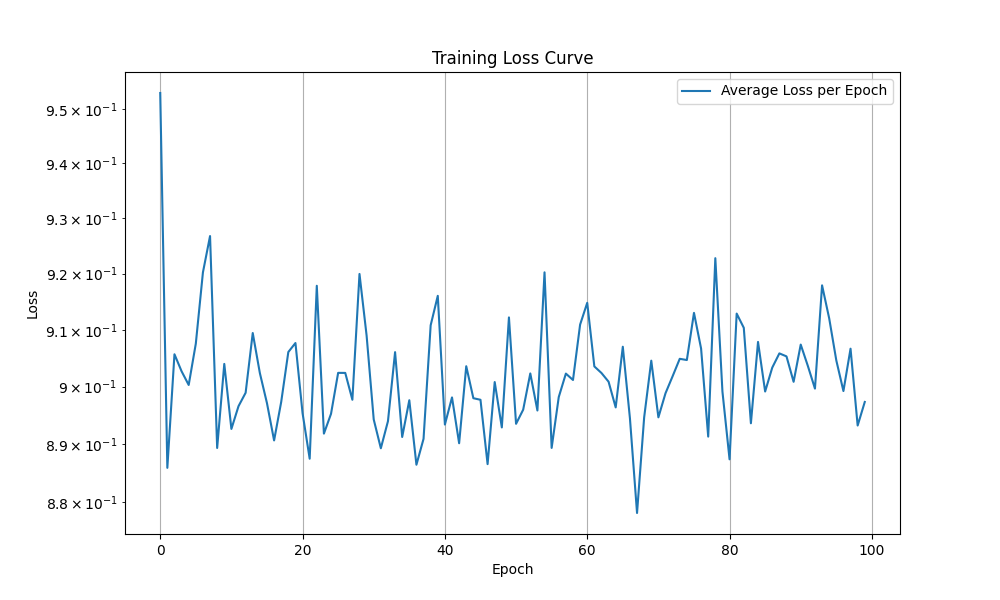 Training Loss Curve
Average Loss per Epoch
9.5 × 10⁻¹
9.4 × 10⁻¹
9.3 × 10⁻¹
9.2 × 10⁻¹
9.1 × 10⁻¹
9 × 10⁻¹
8.9 × 10⁻¹
8.8 × 10⁻¹
Loss
0 20 40 60 80 100
Epoch